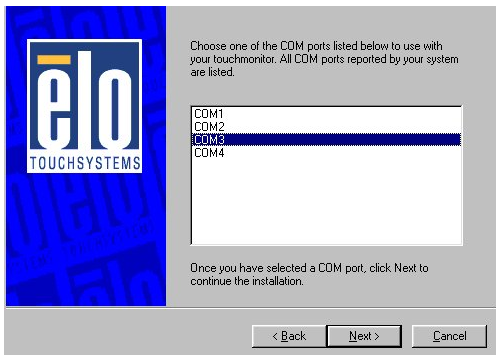 Choose one of the COM ports listed below to use with
your touchmonitor. All COM ports reported by your system
are listed.
elo
TOUCHSYSTEMS
COM1
COM2
COM3
COM4
Once you have selected a COM port, click Next to
continue the installation.
< Back
Next >
Cancel